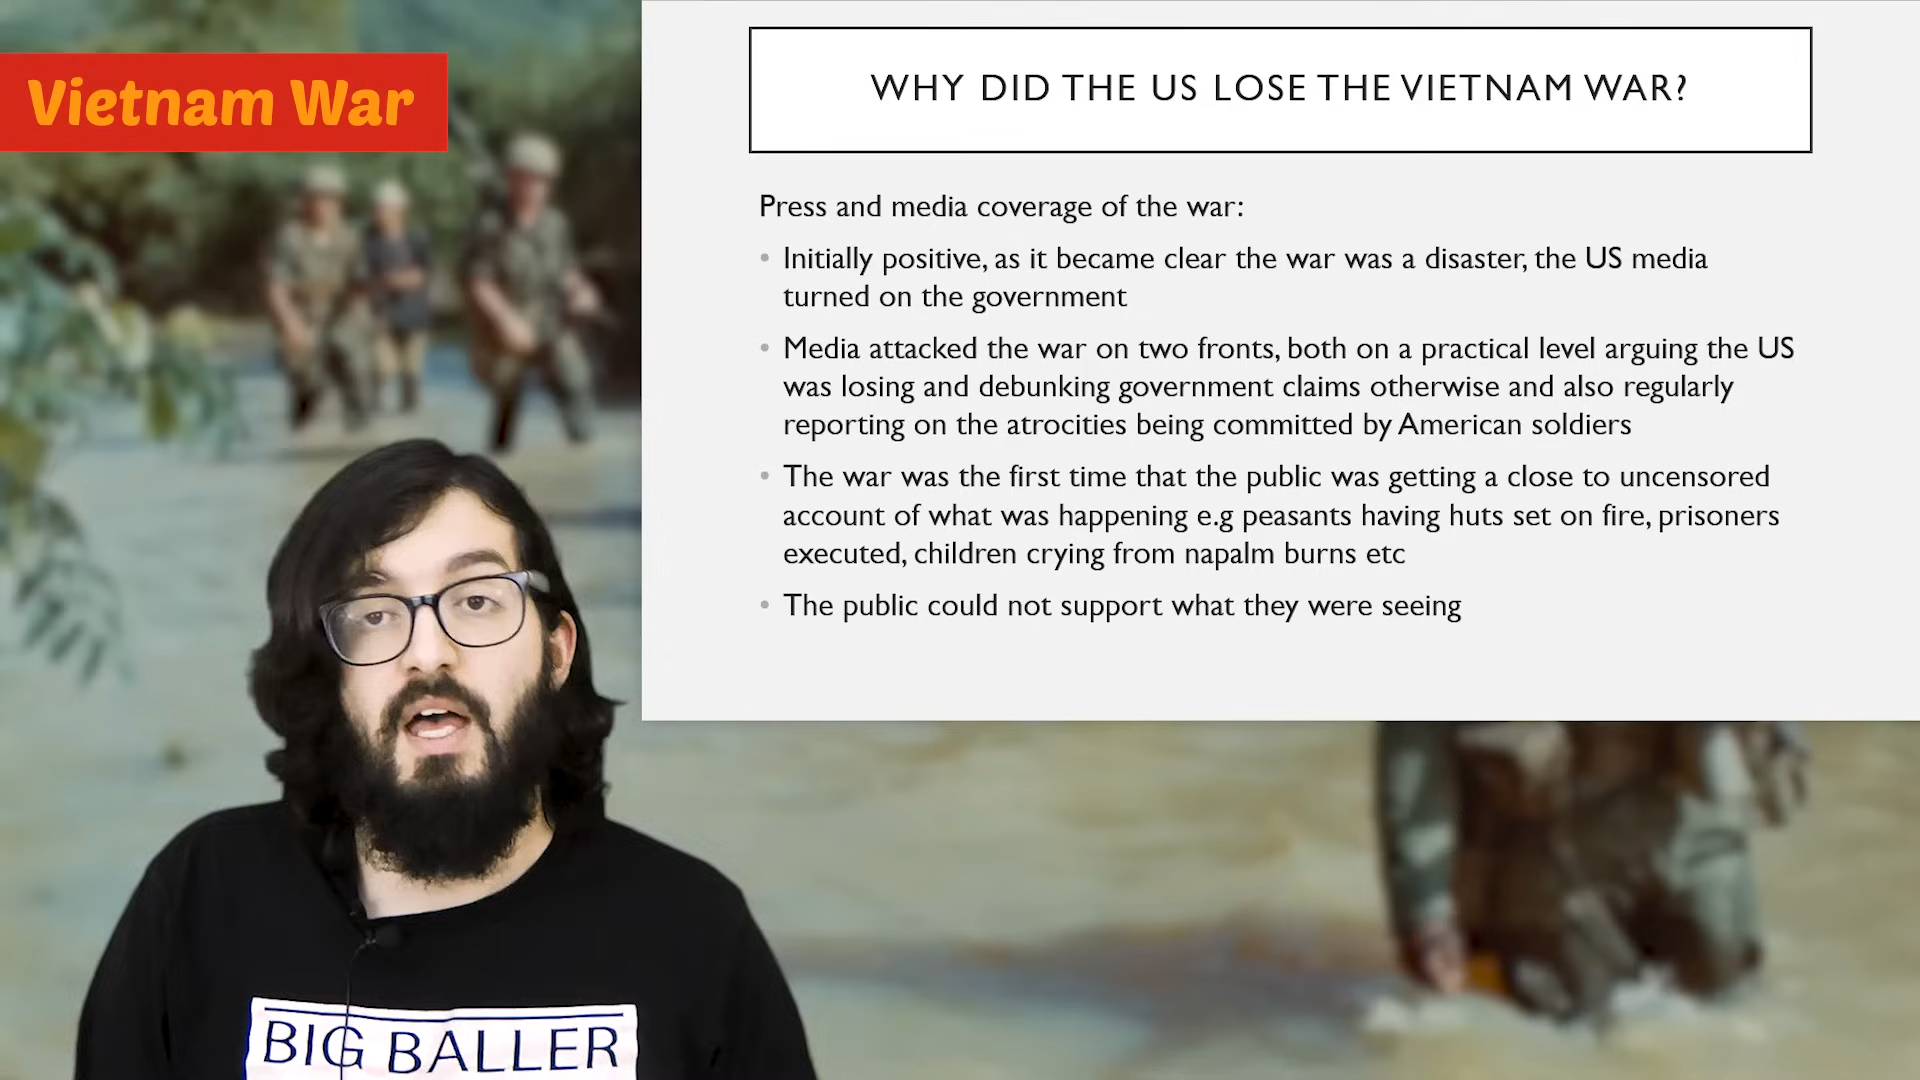 Vietnam War
WHY DID THE US LOSE THE VIETNAM WAR?
Press and media coverage of the war:
• Initially positive, as it became clear the war was a disaster, the US media
turned on the government
• Media attacked the war on two fronts, both on a practical level arguing the US
was losing and debunking government claims otherwise and also regularly
reporting on the atrocities being committed by American soldiers
• The war was the first time that the public was getting a close to uncensored
account of what was happening e.g peasants having huts set on fire, prisoners
executed, children crying from napalm burns etc
• The public could not support what they were seeing
BIG BALLER